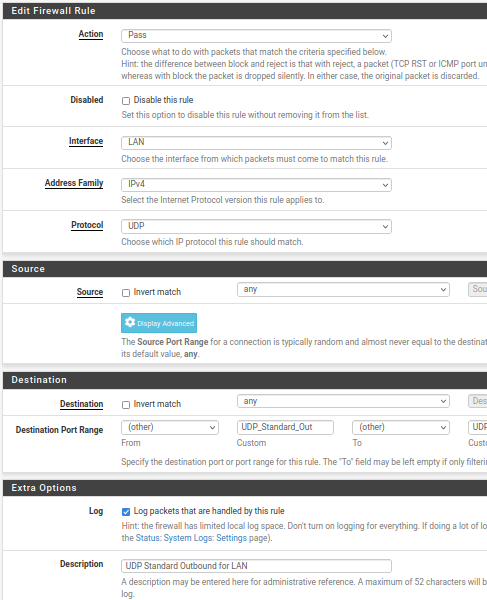 Edit Firewall Rule
Action
Pass
Choose what to do with packets that match the criteria specified below.
Hint: the difference between block and reject is that with reject, a packet (TCP RST or ICMP port un
whereas with block the packet is dropped silently. In either case, the original packet is discarded.
Disabled
Disable this rule
Set this option to disable this rule without removing it from the list.
Interface
LAN
Choose the interface from which packets must come to match this rule.
Address Family
IPv4
Select the Internet Protocol version this rule applies to.
Protocol
UDP
Choose which IP protocol this rule should match.
Source
Source
Invert match
any
Sou
Display Advanced
The Source Port Range for a connection is typically random and almost never equal to the destinat
its default value, any.
Destination
Destination
Invert match
any
Des
Destination Port Range
(other)
UDP_Standard_Out
(other)
UDP
From
Custom
To
Custo
Specify the destination port or port range for this rule. The "To" field may be left empty if only filterin
Extra Options
Log
Log packets that are handled by this rule
Hint: the firewall has limited local log space. Don't turn on logging for everything. If doing a lot of lo
the Status: System Logs: Settings page).
Description
UDP Standard Outbound for LAN
A description may be entered here for administrative reference. A maximum of 52 characters will b
log.